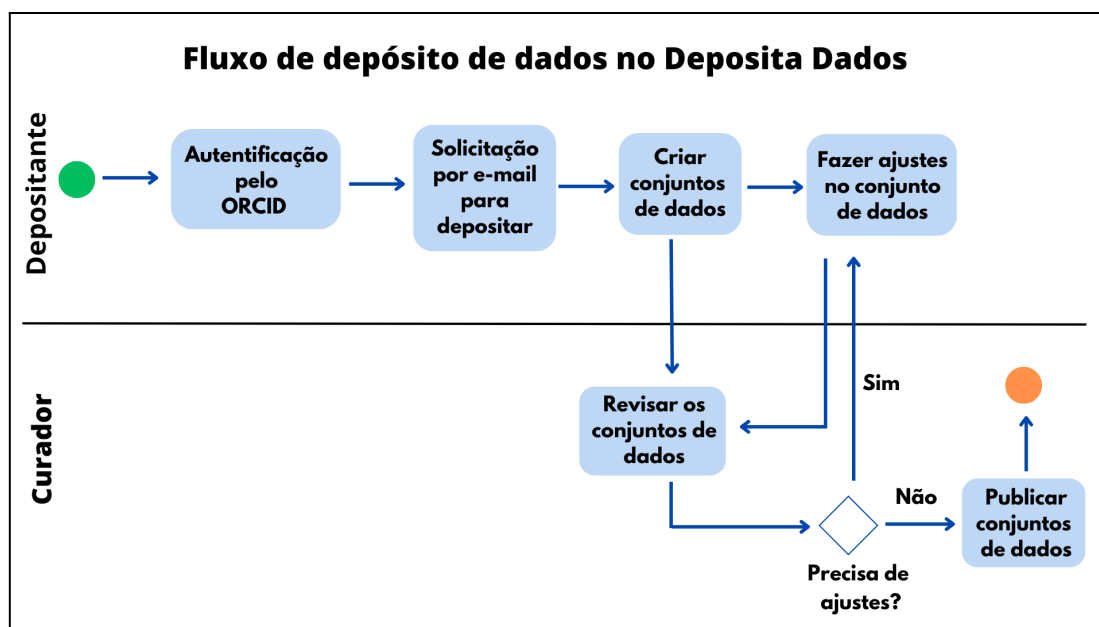 Fluxo de depósito de dados no Deposita Dados
Depositante
Autentificação
pelo
ORCID
Solicitação
por e-mail
para
depositar
Criar
conjuntos
de dados
Fazer ajustes
no conjunto
de dados
Curador
Revisar os
conjuntos de
dados
Sim
Precisa de
ajustes?
Não
Publicar
conjuntos
de dados